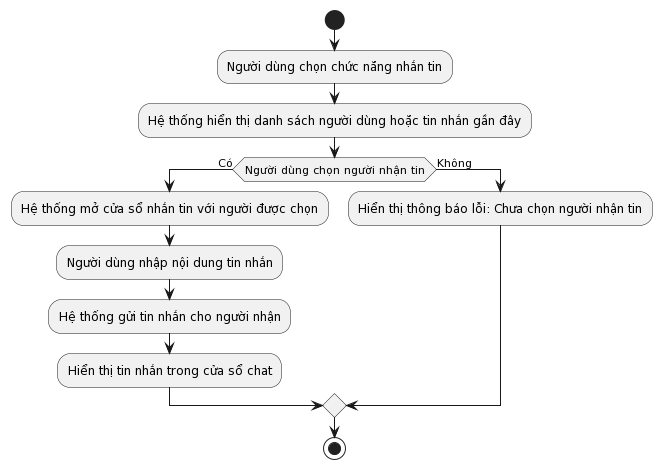 Người dùng chọn chức năng nhắn tin
Hệ thống hiển thị danh sách người dùng hoặc tin nhắn gần đây
Có
Người dùng chọn người nhận tin
Không
Hệ thống mở cửa sổ nhắn tin với người được chọn
Hiển thị thông báo lỗi: Chưa chọn người nhận tin
Người dùng nhập nội dung tin nhắn
Hệ thống gửi tin nhắn cho người nhận
Hiển thị tin nhắn trong cửa sổ chat